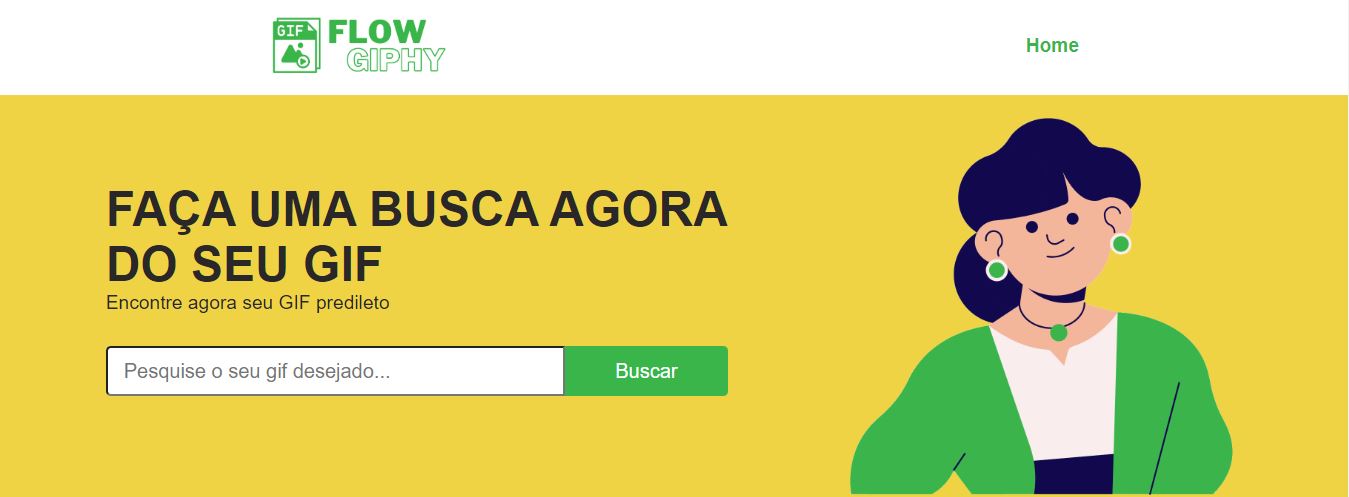 GIF
FLOW
GIPHY
Home
FAÇA UMA BUSCA AGORA
DO SEU GIF
Encontre agora seu GIF predileto
Pesquise o seu gif desejado...
Buscar